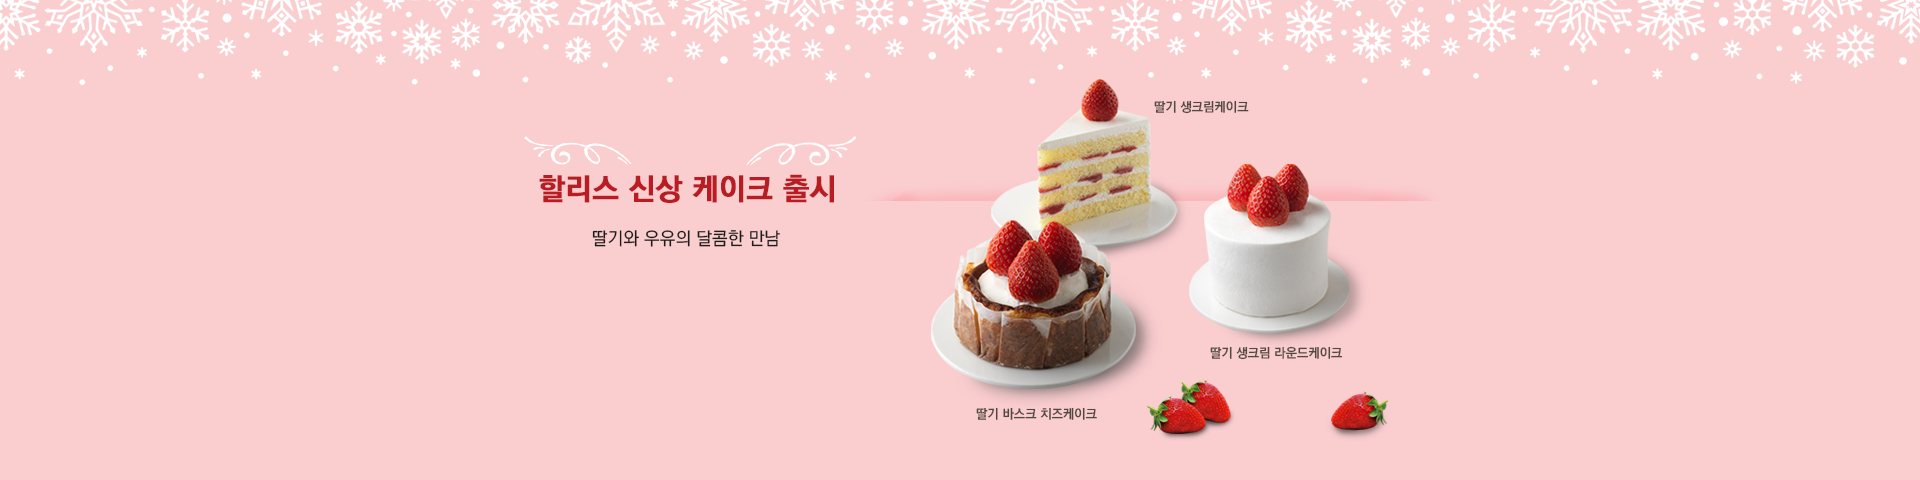 할리스 신상 케이크 출시
딸기와 우유의 달콤한 만남
딸기 생크림케이크
딸기 생크림 라운드케이크
딸기 바스크 치즈케이크